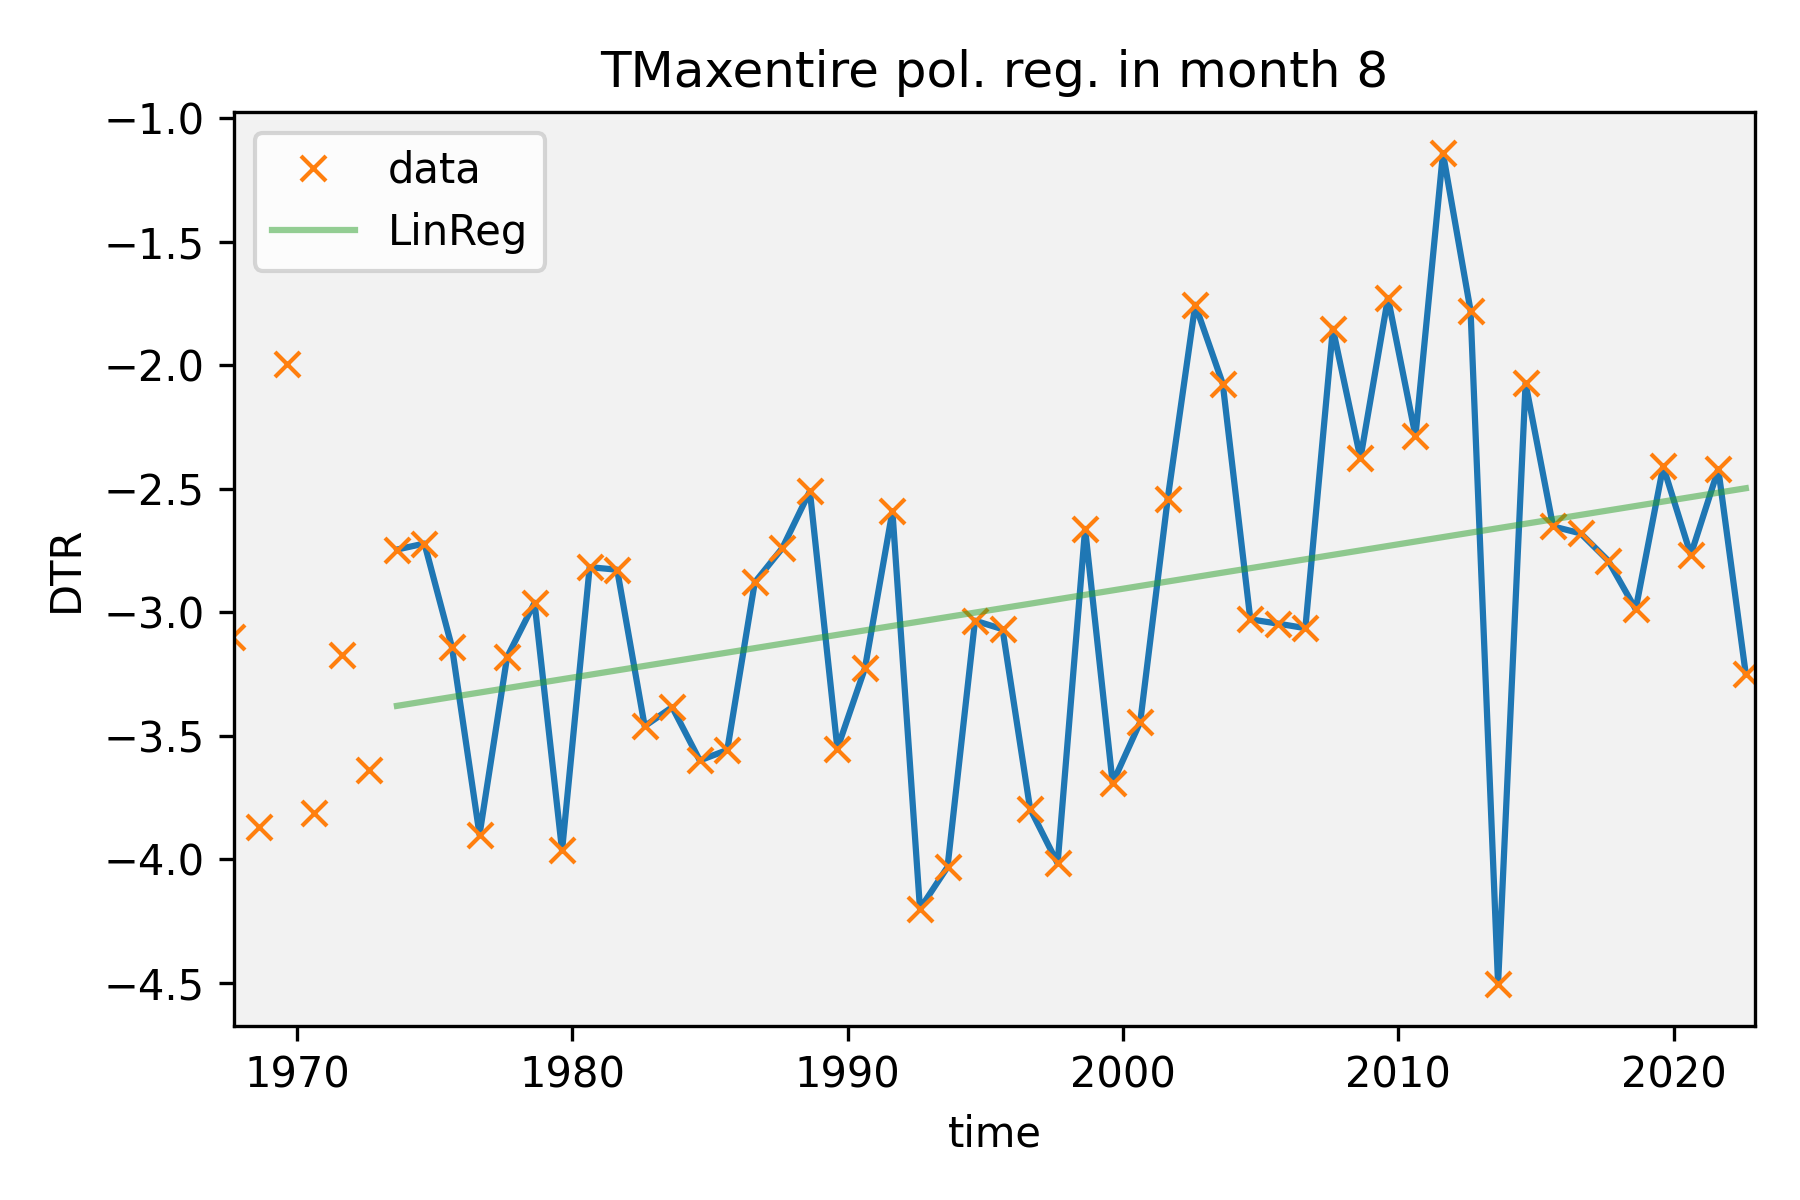 TMaxentire pol. reg. in month 8
data
LinReg
DTR
−1.0
−1.5
−2.0
−2.5
−3.0
−3.5
−4.0
−4.5
1970 1980 1990 2000 2010 2020
time